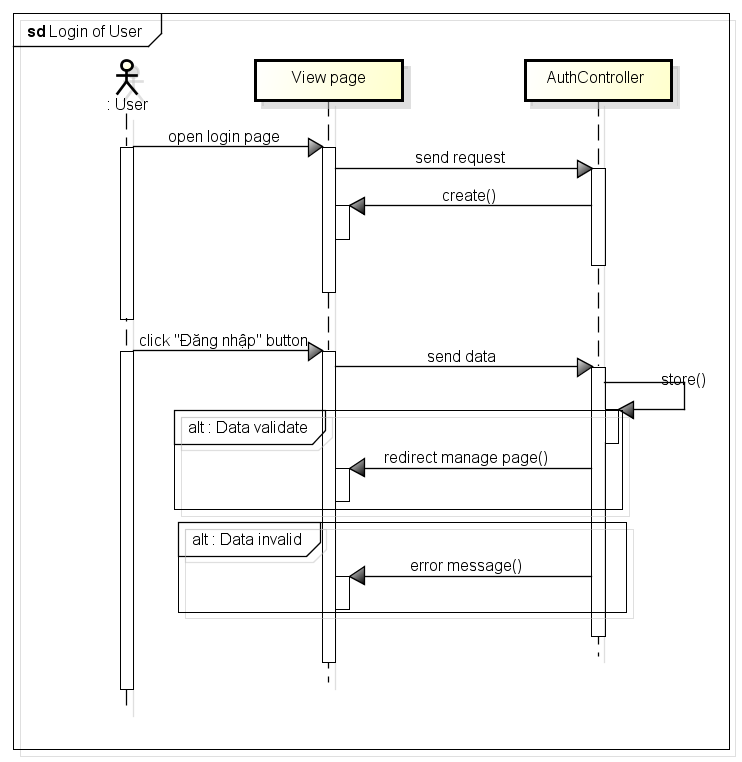 sd Login of User
: User
View page
AuthController
open login page
send request
create()
click "Đăng nhập" button
send data
store()
alt : Data validate
redirect manage page()
alt : Data invalid
error message()